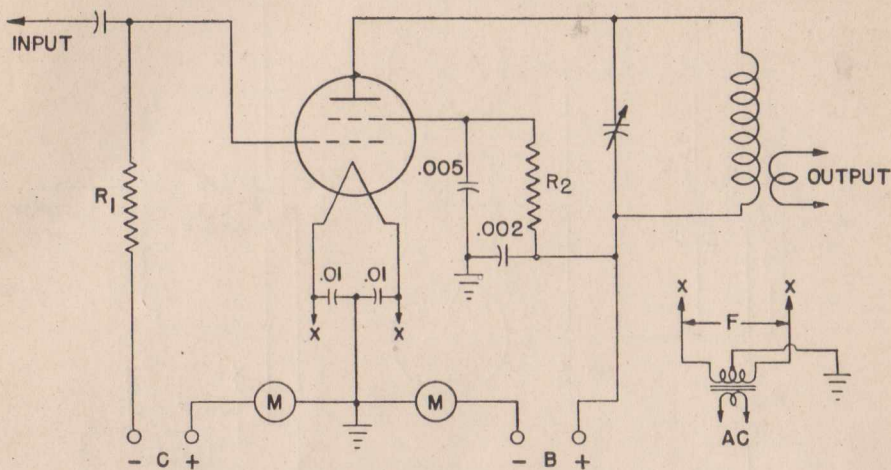 INPUT
R1
.005
R2
.002
OUTPUT
.01 .01
X X
X X
F
M M
- C +
- B +
AC